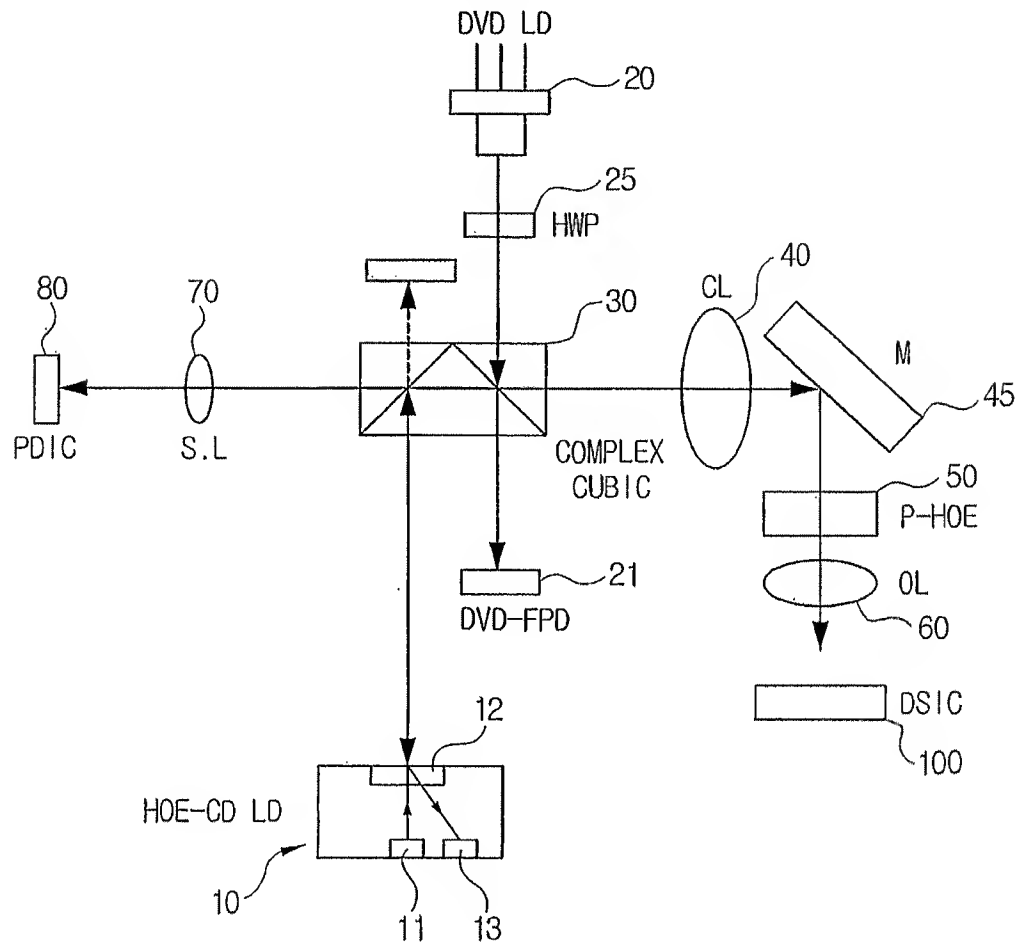 DVD LD
20
25
HWP
80
70
30
CL
40
M
45
PDIC
S.L
COMPLEX
CUBIC
50
P-HOE
21
DVD-FPD
OL
60
12
DSIC
100
HOE-CD LD
10
11
13